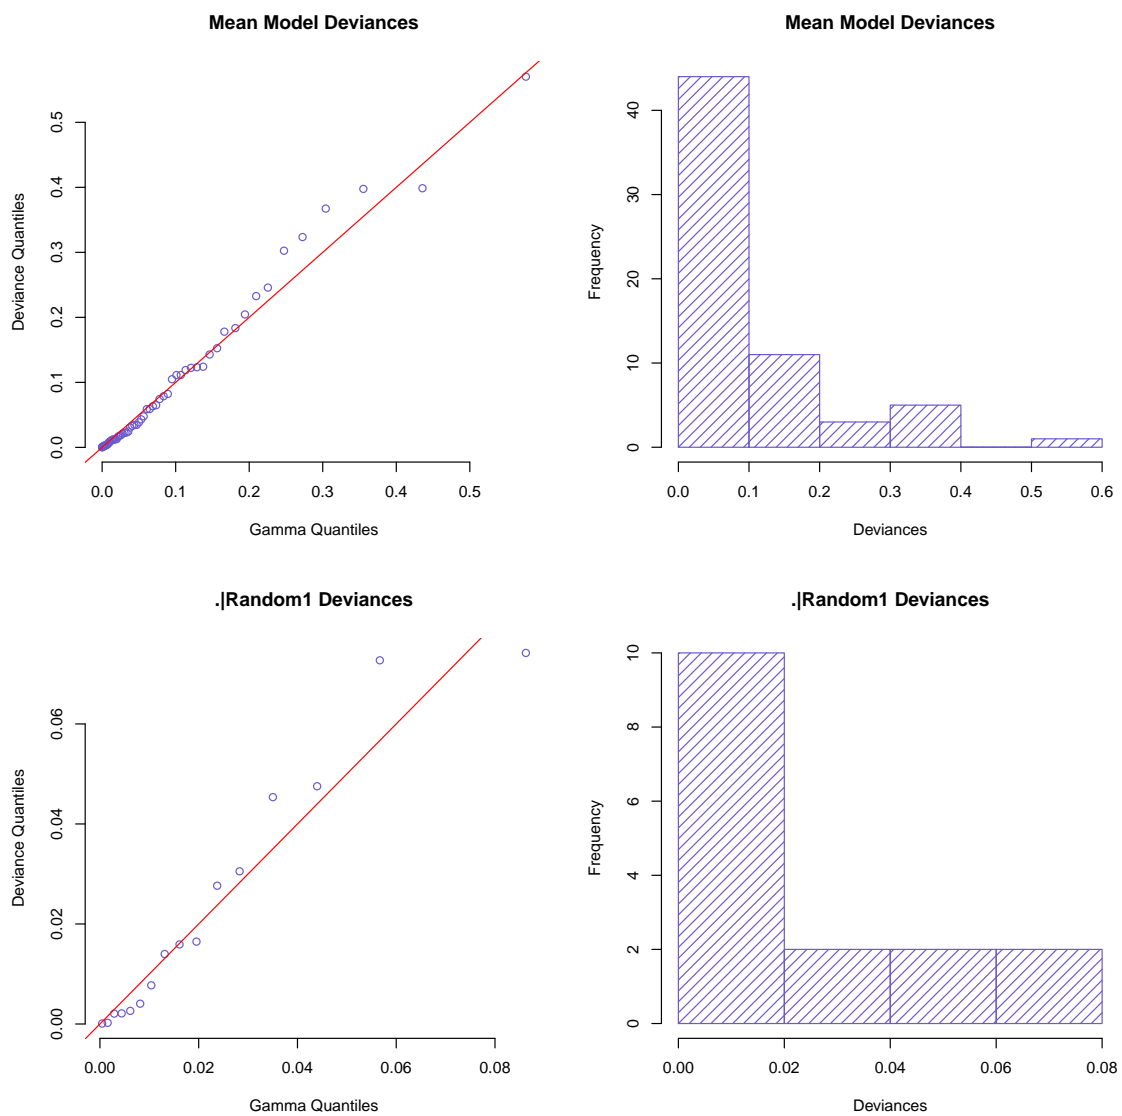 Mean Model Deviances
Deviance Quantiles
0.0 0.1 0.2 0.3 0.4 0.5
0.0 0.1 0.2 0.3 0.4 0.5
Gamma Quantiles
Mean Model Deviances
Frequency
0 10 20 30 40
0.0 0.1 0.2 0.3 0.4 0.5 0.6
Deviances
.|Random1 Deviances
Deviance Quantiles
0.00 0.02 0.04 0.06
0.00 0.02 0.04 0.06 0.08
Gamma Quantiles
.|Random1 Deviances
Frequency
0 2 4 6 8 10
0.00 0.02 0.04 0.06 0.08
Deviances